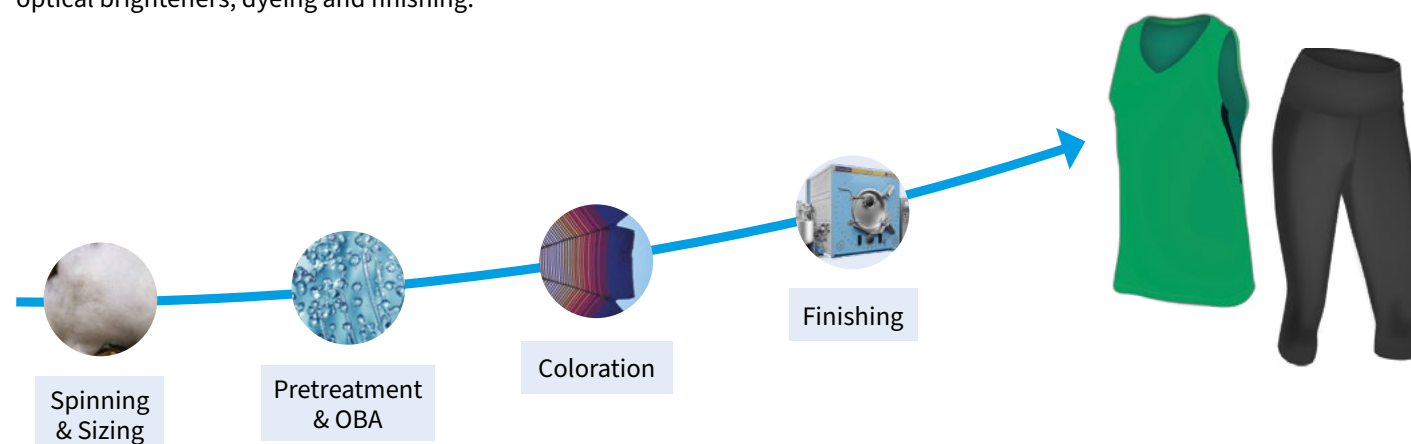 optical brighteners, dyeing and finishing.
Spinning
& Sizing
Pretreatment
& OBA
Coloration
Finishing